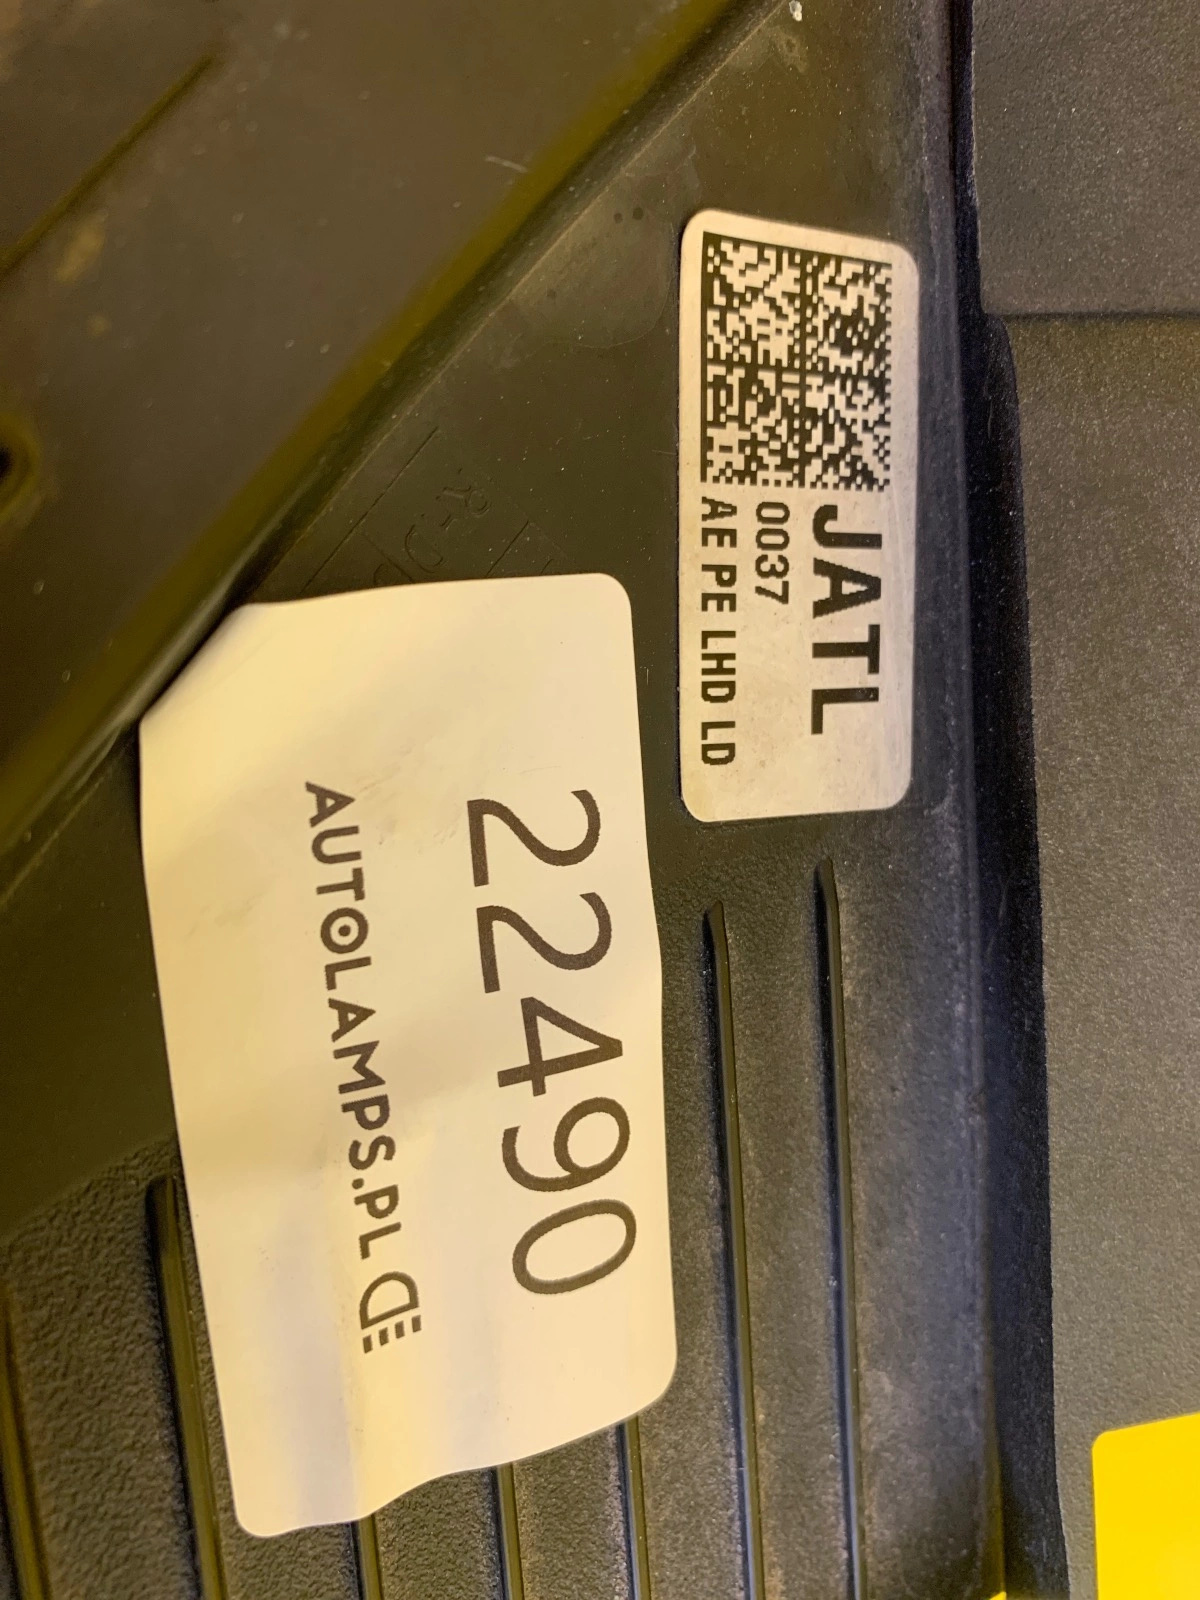 JATL
0037
AE PE LHD LD
22490
AUTOLAMPS.PL